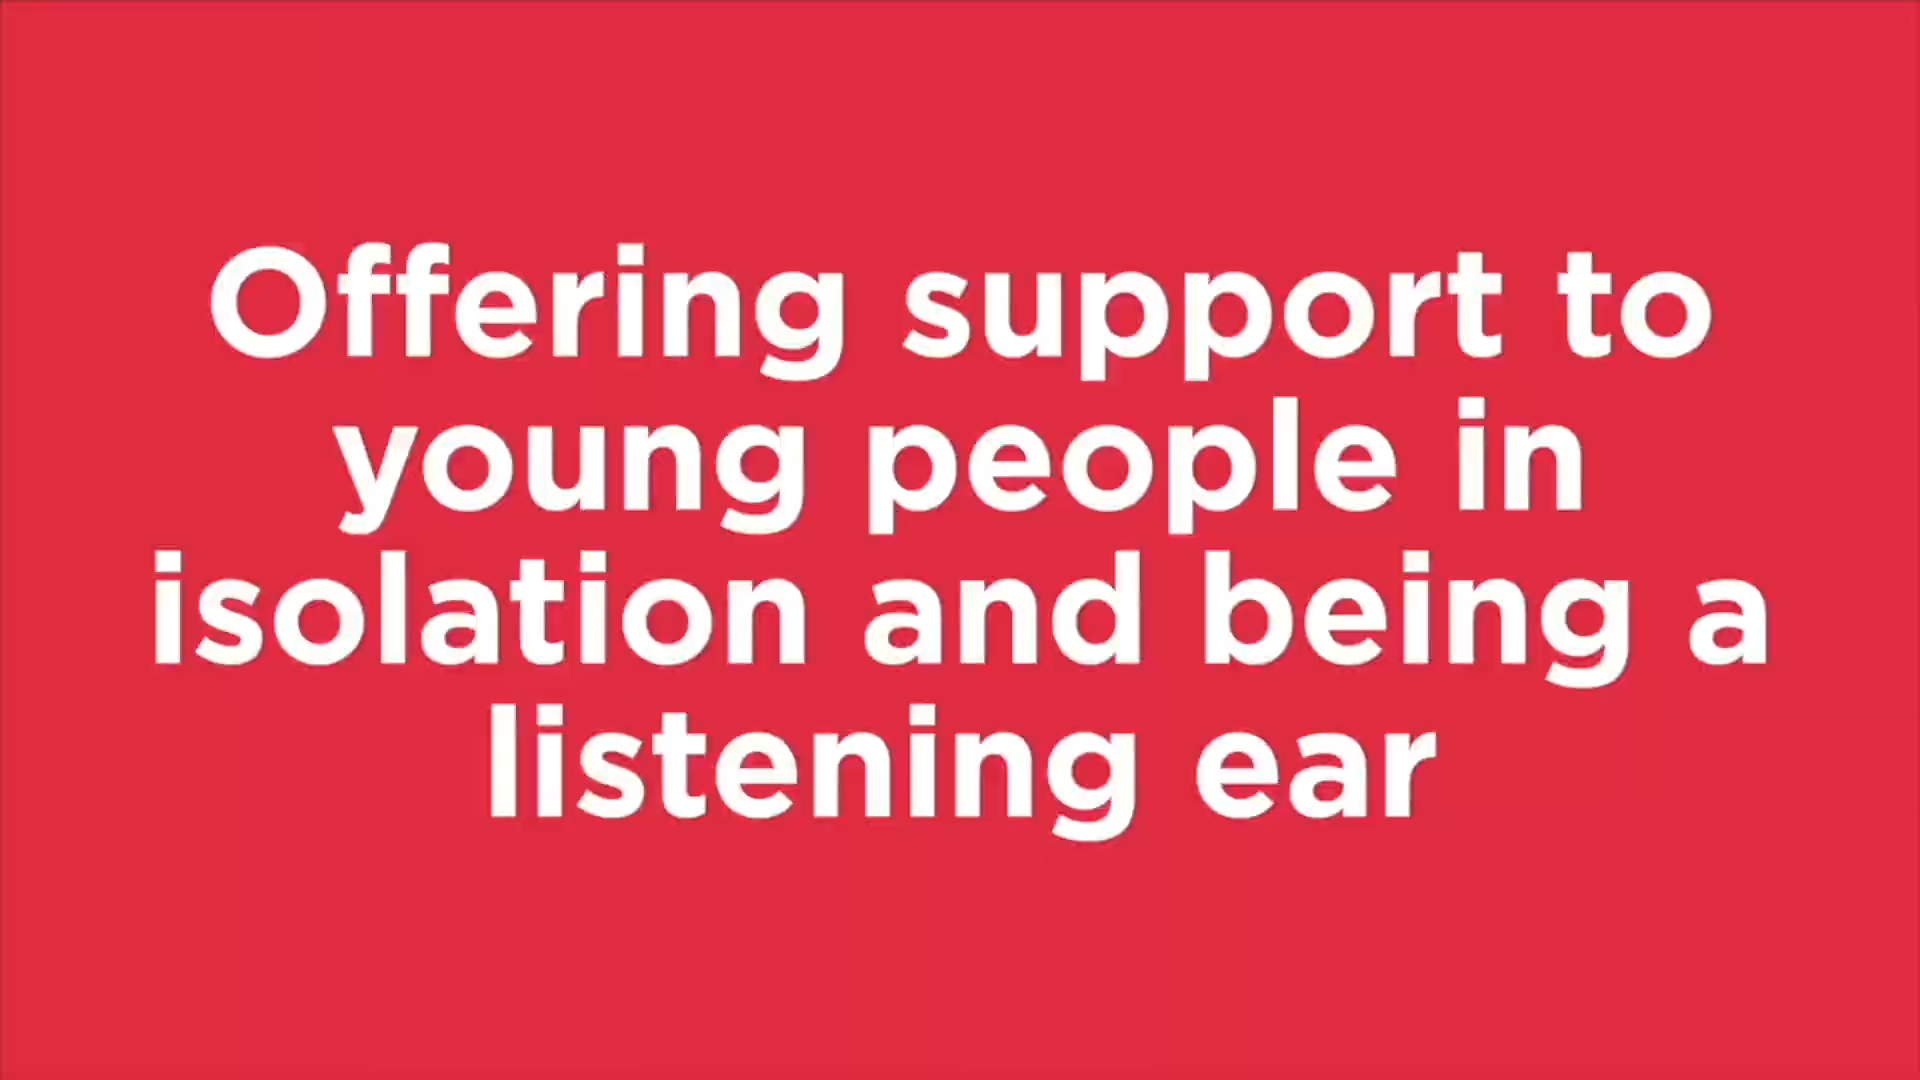 Offering support to
young people in
isolation and being a
listening ear